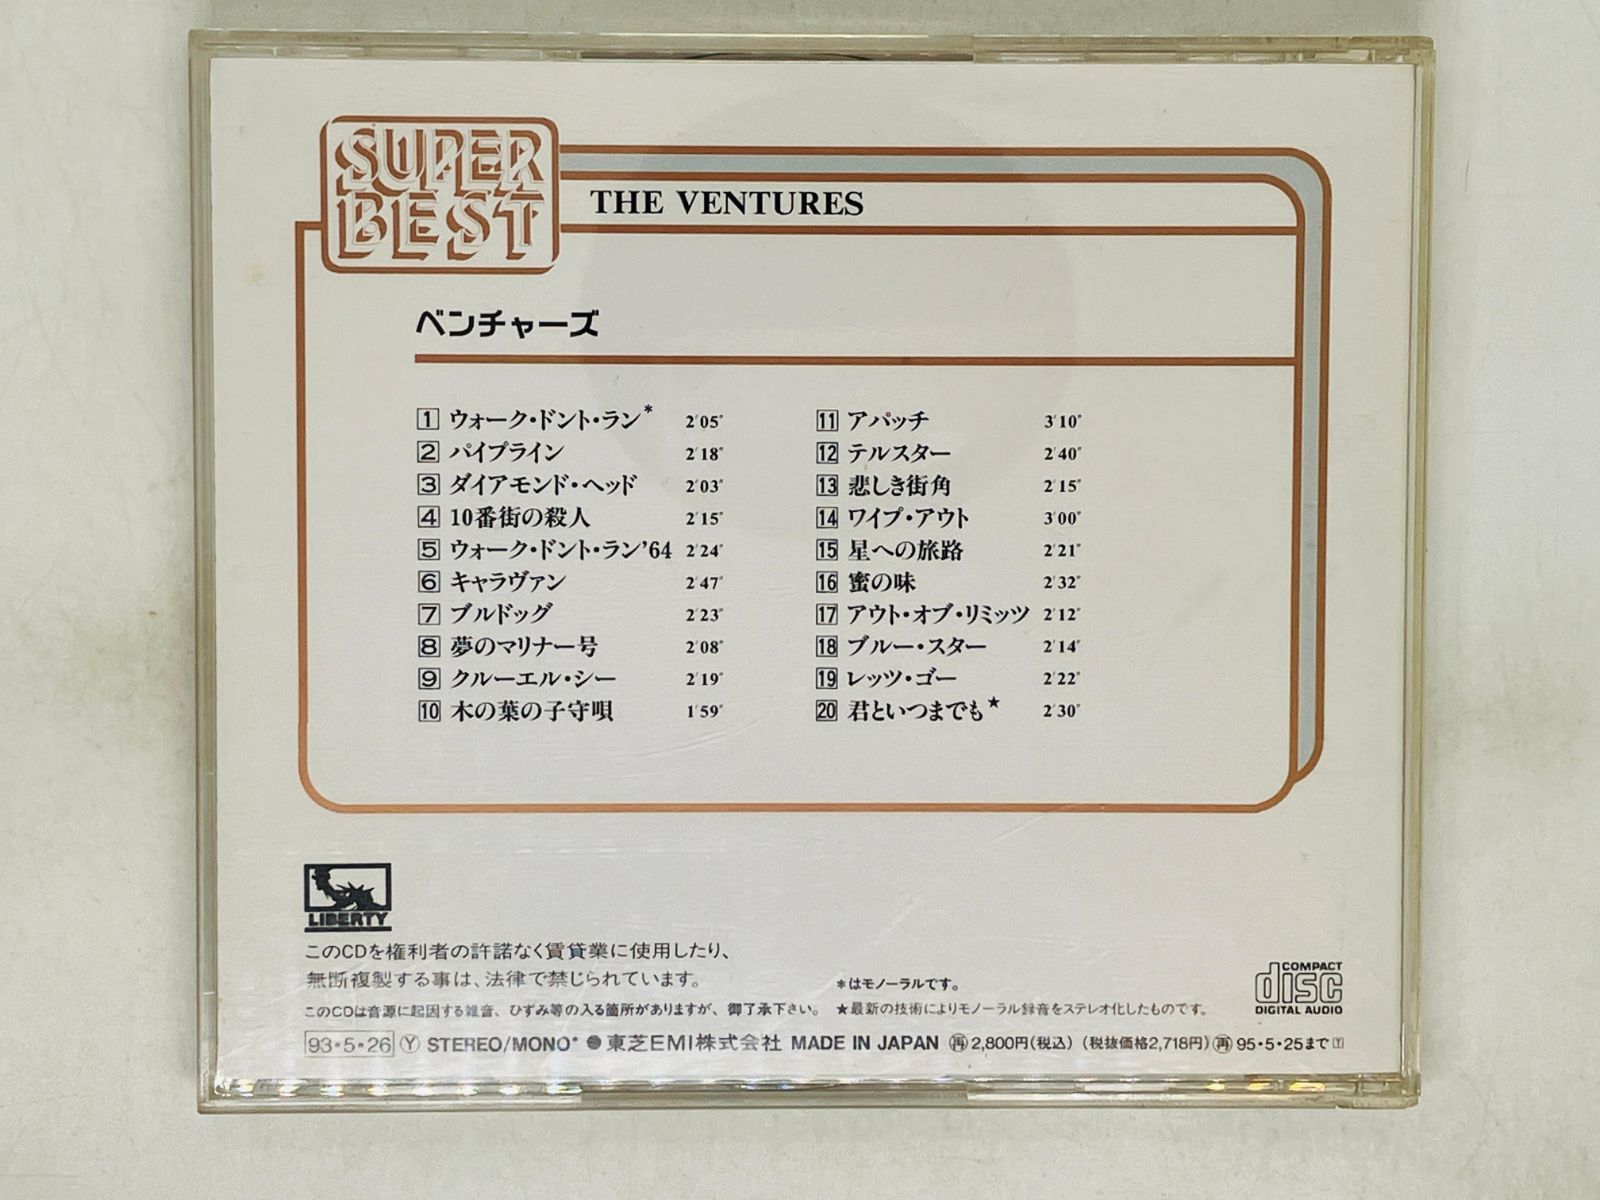 SUPER
BEST
THE VENTURES
ベンチャーズ
1 ウォーク・ドント・ラン* 2′05″
2 パイプライン 2′18″
3 ダイアモンド・ヘッド 2′03″
4 10番街の殺人 2′15″
5 ウォーク・ドント・ラン'64 2′24″
6 キャラヴァン 2′47″
7 ブルドッグ 2′23″
8 夢のマリナー号 2′08″
9 クルーエル・シー 2′19″
10 木の葉の子守唄 1′59″
11 アパッチ 3′10″
12 テルスター 2′40″
13 悲しき街角 2′15″
14 ワイプ・アウト 3′00″
15 星への旅路 2′21″
16 蜜の味 2′32″
17 アウト・オブ・リミッツ 2′12″
18 ブルー・スター 2′14″
19 レッツ・ゴー 2′22″
20 君といつまでも★ 2′30″
LIBERTY
このCDを権利者の許諾なく賃貸業に使用したり、
無断複製する事は、法律で禁じられています。
*はモノーラルです。
このCDは音源に起因する雑音、ひずみ等の入る箇所がありますが、御了承下さい。 ★最新の技術によりモノーラル録音をステレオ化したものです。
COMPACT
disc
DIGITAL AUDIO
93・5・26 Ⓨ STEREO/MONO* ●東芝EMI株式会社 MADE IN JAPAN ㊢2,800円(税込) (税抜価格2,718円)㊢95・5・25まで🅃